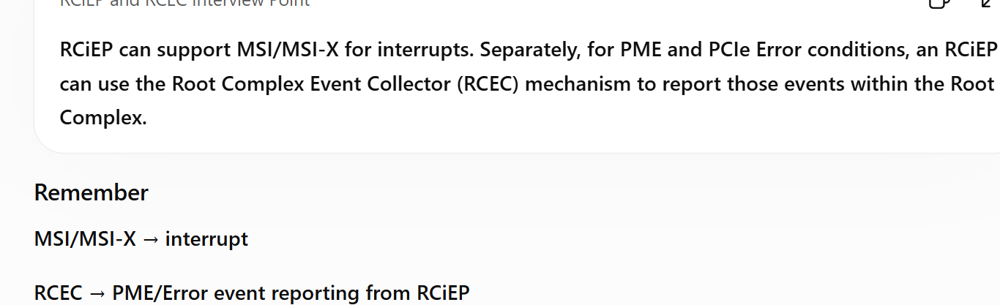 RCiEP and RCEC Interview Point
RCiEP can support MSI/MSI-X for interrupts. Separately, for PME and PCIe Error conditions, an RCiEP
can use the Root Complex Event Collector (RCEC) mechanism to report those events within the Root
Complex.
Remember
MSI/MSI-X → interrupt
RCEC → PME/Error event reporting from RCiEP